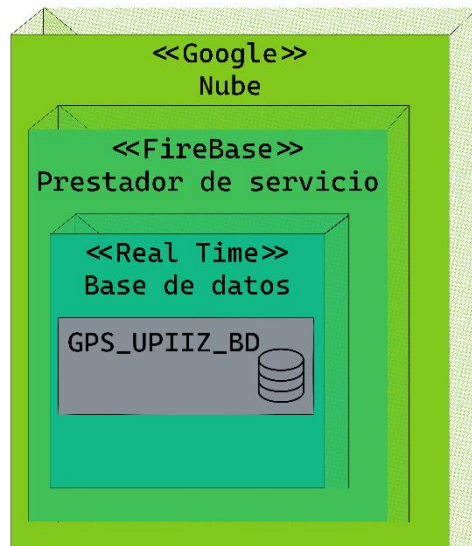 ≪Google≫
Nube
≪FireBase≫
Prestador de servicio
≪Real Time≫
Base de datos
GPS_UPIIZ_BD